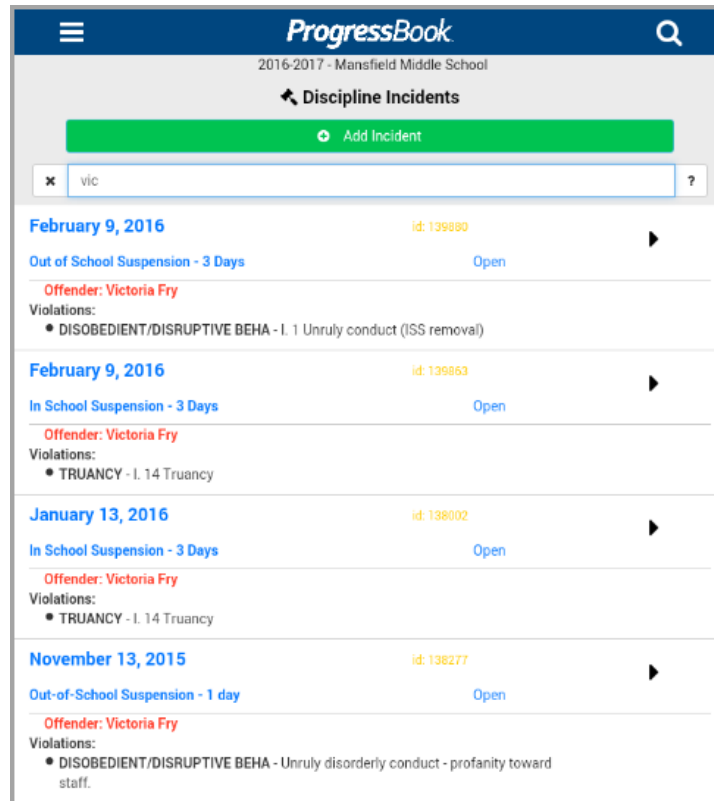 ProgressBook
2016-2017 - Mansfield Middle School
Discipline Incidents
Add Incident
vic
?
February 9, 2016 id: 139880
Out of School Suspension - 3 Days Open
Offender: Victoria Fry
Violations:
• DISOBEDIENT/DISRUPTIVE BEHA - I. 1 Unruly conduct (ISS removal)
February 9, 2016 id: 139863
In School Suspension - 3 Days Open
Offender: Victoria Fry
Violations:
• TRUANCY - I. 14 Truancy
January 13, 2016 id: 138002
In School Suspension - 3 Days Open
Offender: Victoria Fry
Violations:
• TRUANCY - I. 14 Truancy
November 13, 2015 id: 138277
Out-of-School Suspension - 1 day Open
Offender: Victoria Fry
Violations:
• DISOBEDIENT/DISRUPTIVE BEHA - Unruly disorderly conduct - profanity toward
staff.